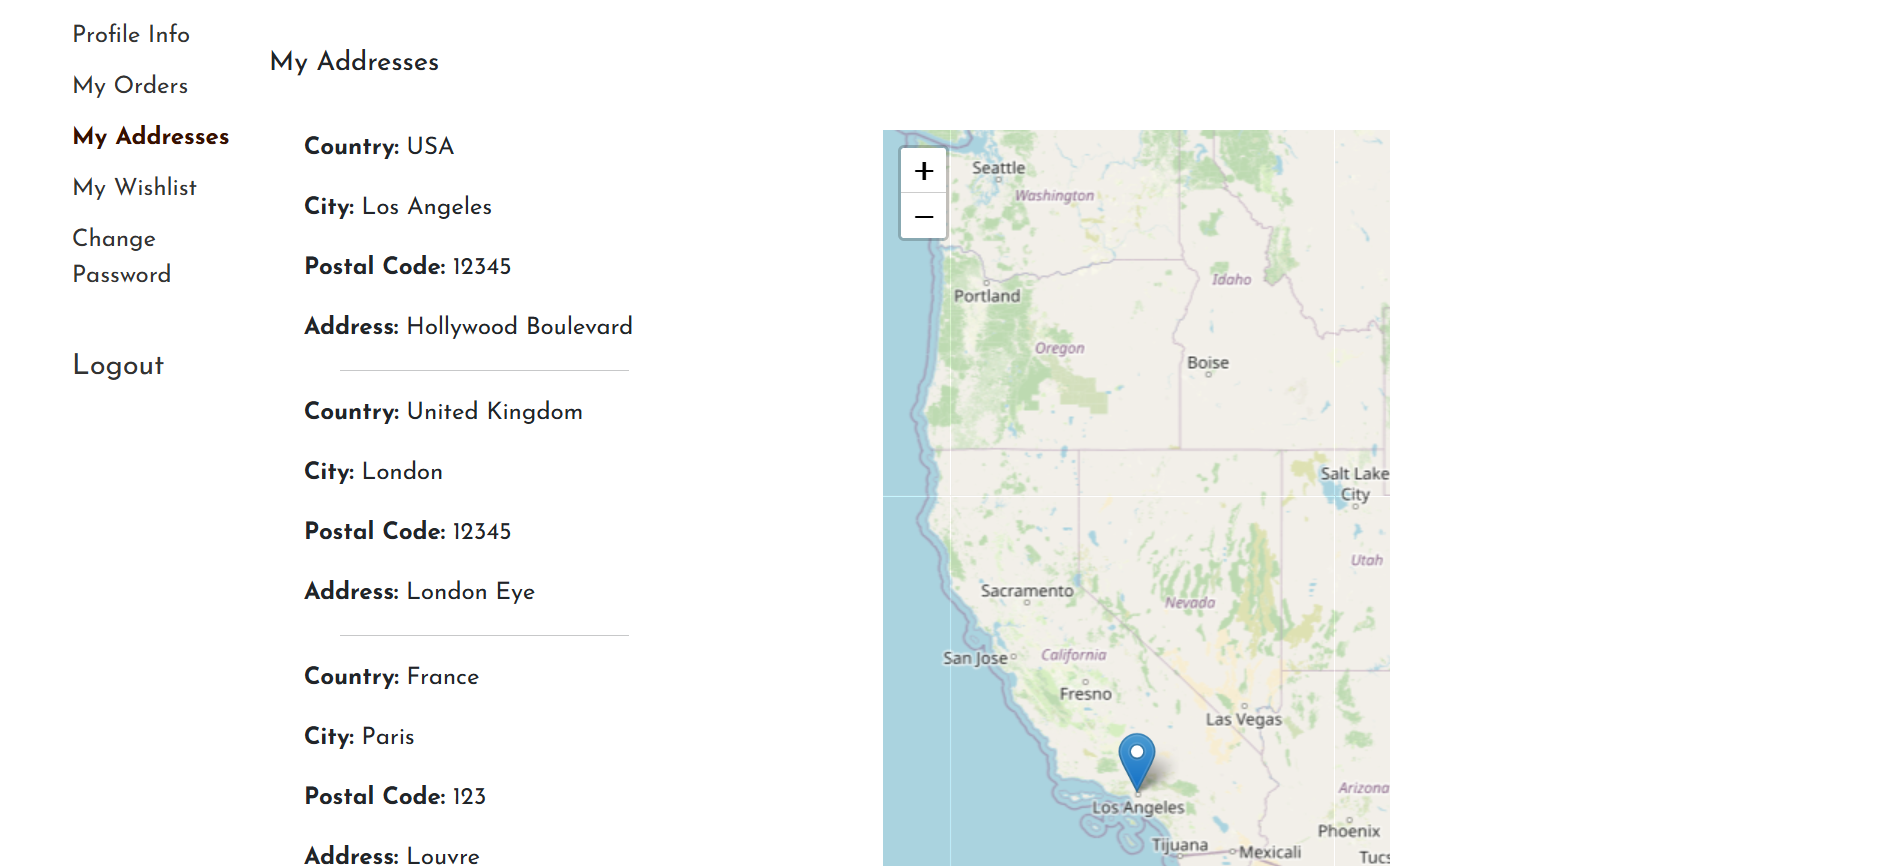 Profile Info
My Orders
My Addresses
My Wishlist
Change
Password
Logout
My Addresses
Country: USA
City: Los Angeles
Postal Code: 12345
Address: Hollywood Boulevard
Country: United Kingdom
City: London
Postal Code: 12345
Address: London Eye
Country: France
City: Paris
Postal Code: 123
Address: Louvre
+
−
Seattle
Washington
Portland
Idaho
Oregon
Boise
Salt Lake
City
Utah
Sacramento
Nevada
San Jose
California
Fresno
Las Vegas
Arizona
Los Angeles
Phoenix
Tijuana
Mexicali
Tucs